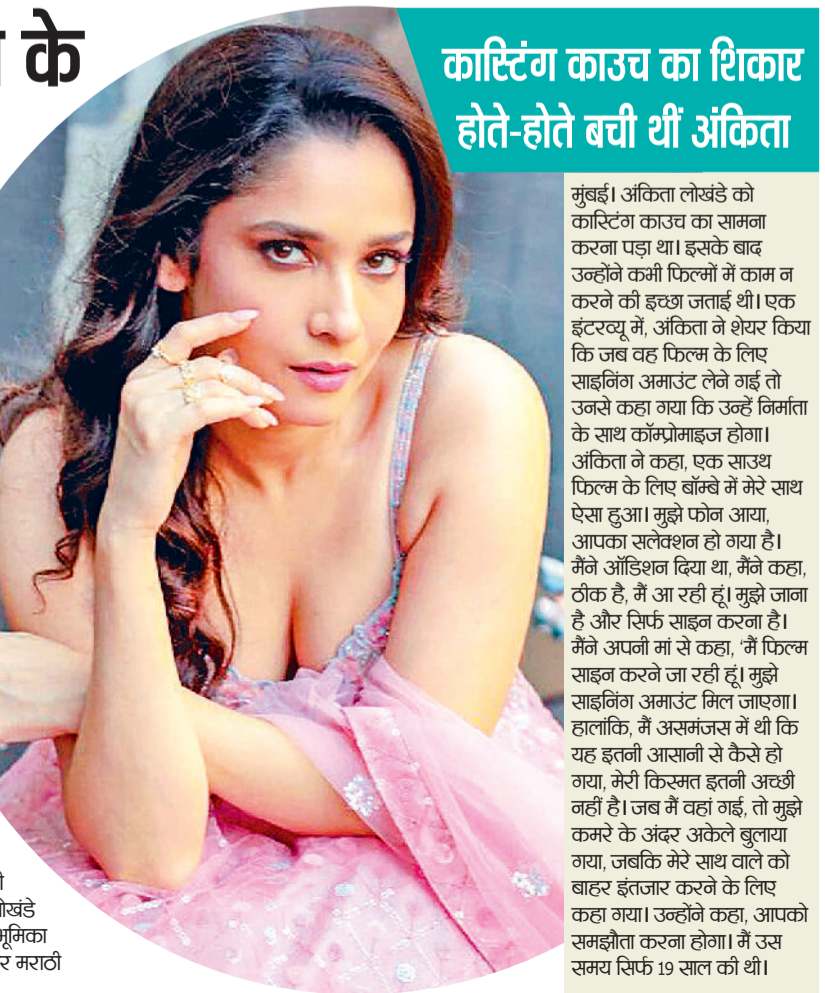 के
कास्टिंग काउच का शिकार
होते-होते बची थीं अंकिता
मुंबई। अंकिता लोखंडे को
कास्टिंग काउच का सामना
करना पड़ा था। इसके बाद
उन्होंने कभी फिल्मों में काम न
करने की इच्छा जताई थी। एक
इंटरव्यू में, अंकिता ने शेयर किया
कि जब वह फिल्म के लिए
साइनिंग अमाउंट लेने गई तो
उनसे कहा गया कि उन्हें निर्माता
के साथ कॉम्प्रोमाइज होगा।
अंकिता ने कहा, एक साउथ
फिल्म के लिए बॉम्बे में मेरे साथ
ऐसा हुआ। मुझे फोन आया,
आपका सलेक्शन हो गया है।
मैंने ऑडिशन दिया था, मैंने कहा,
ठीक है, मैं आ रही हूं। मुझे जाना
है और सिर्फ साइन करना है।
मैंने अपनी मां से कहा, ‘मैं फिल्म
साइन करने जा रही हूं। मुझे
साइनिंग अमाउंट मिल जाएगा।
हालांकि, मैं असमंजस में थी कि
यह इतनी आसानी से कैसे हो
गया, मेरी किस्मत इतनी अच्छी
नहीं है। जब मैं वहां गई, तो मुझे
कमरे के अंदर अकेले बुलाया
गया, जबकि मेरे साथ वाले को
बाहर इंतजार करने के लिए
कहा गया। उन्होंने कहा, आपको
समझौता करना होगा। मैं उस
समय सिर्फ 19 साल की थी।
मराठी